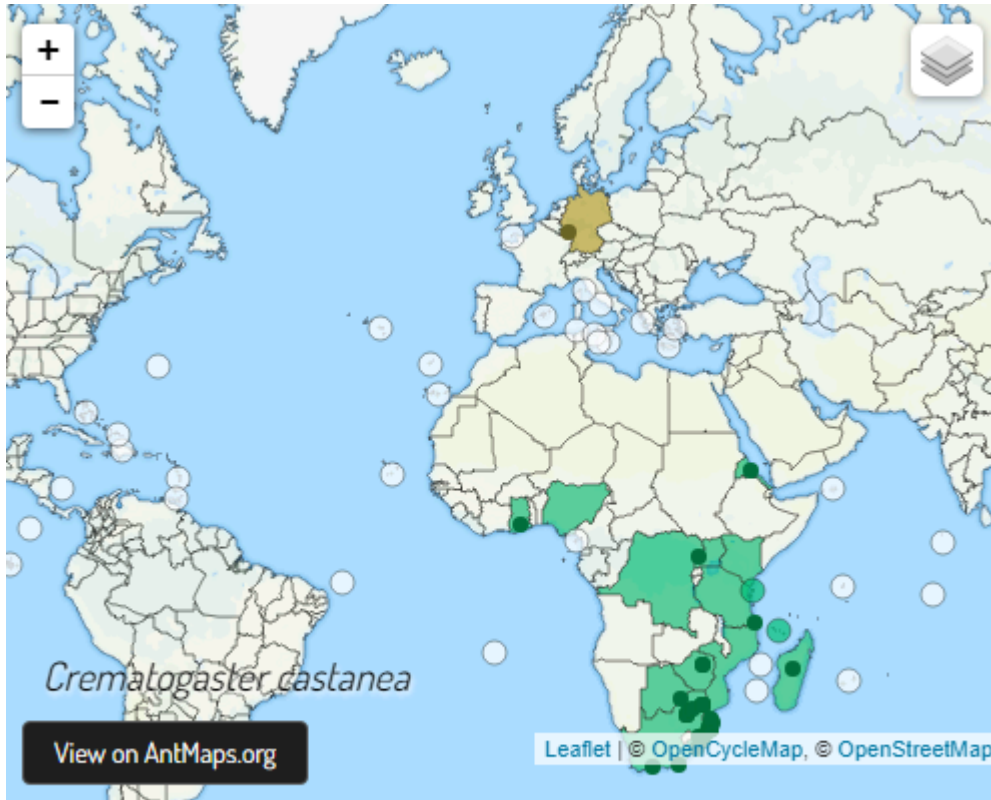 +
−
Crematogaster castanea
View on AntMaps.org
Leaflet | © OpenCycleMap, © OpenStreetMap